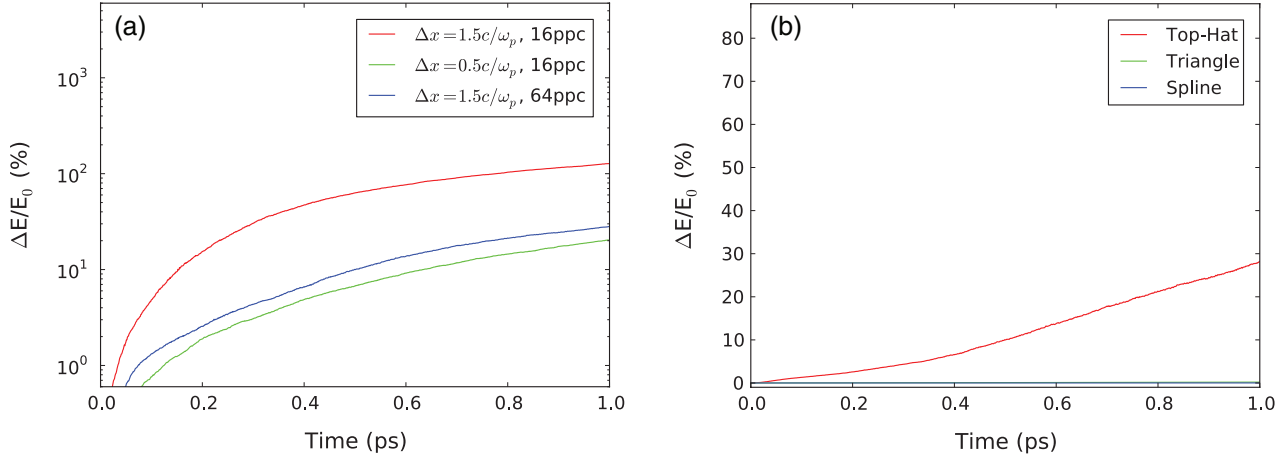 (a)
Δx=1.5c/ω_p, 16ppc
Δx=0.5c/ω_p, 16ppc
Δx=1.5c/ω_p, 64ppc
10^3
10^2
10^1
10^0
ΔE/E_0 (%)
0.0 0.2 0.4 0.6 0.8 1.0
Time (ps)
(b)
Top-Hat
Triangle
Spline
80
70
60
50
40
30
20
10
0
ΔE/E_0 (%)
0.0 0.2 0.4 0.6 0.8 1.0
Time (ps)